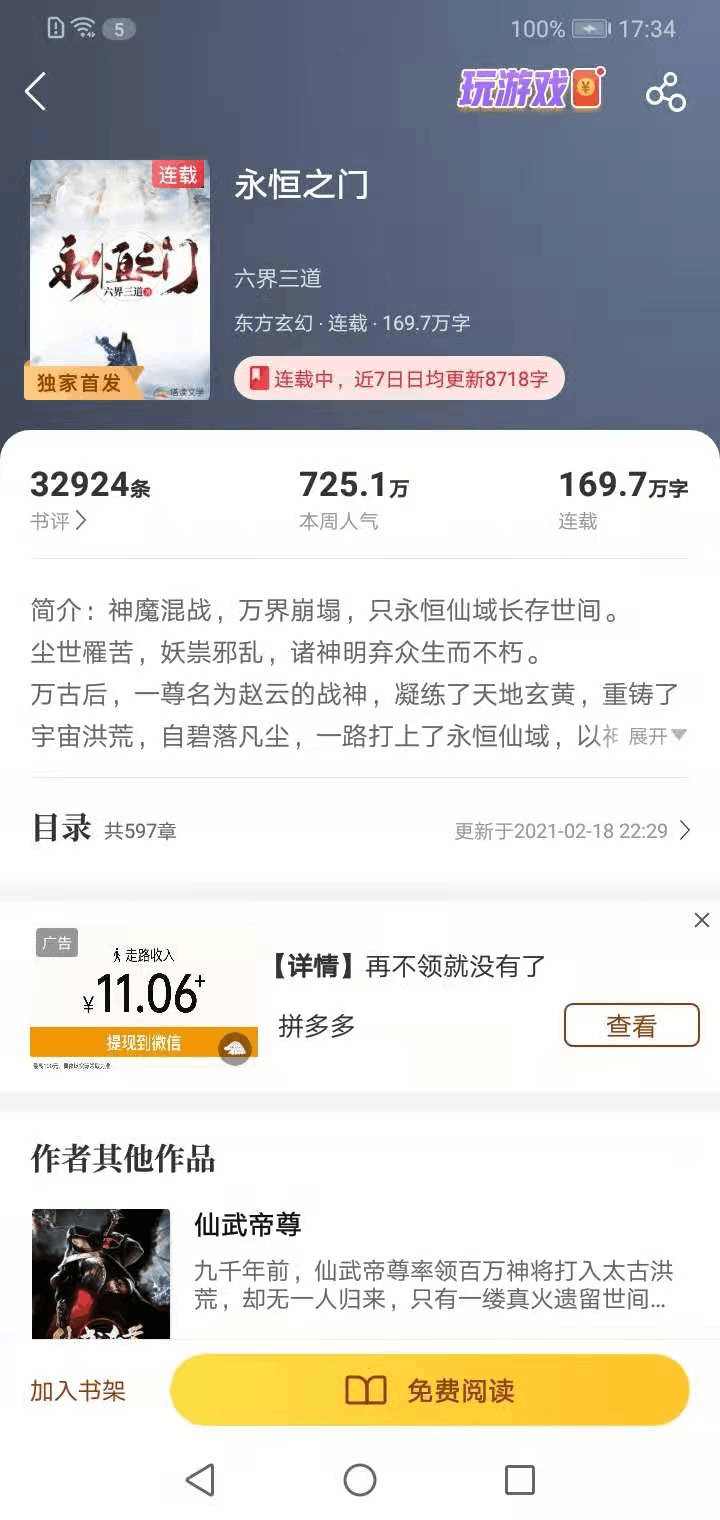 5
100%
17:34
玩游戏
¥
连载
永恒之门
六界三道
独家首发
塔读文学
永恒之门
六界三道
东方玄幻·连载·169.7万字
连载中，近7日日均更新8718字
32924条
725.1万
169.7万字
书评
本周人气
连载
简介：神魔混战，万界崩塌，只永恒仙域长存世间。
尘世罹苦，妖祟邪乱，诸神明弃众生而不朽。
万古后，一尊名为赵云的战神，凝练了天地玄黄，重铸了
宇宙洪荒，自碧落凡尘，一路打上了永恒仙域，以
展开
目录 共597章
更新于2021-02-18 22:29
广告
走路收入
¥11.06+
提现到微信
【详情】再不领就没有了
拼多多
查看
作者其他作品
仙武帝尊
九千年前，仙武帝尊率领百万神将打入太古洪
荒，却无一人归来，只有一缕真火遗留世间...
加入书架
免费阅读